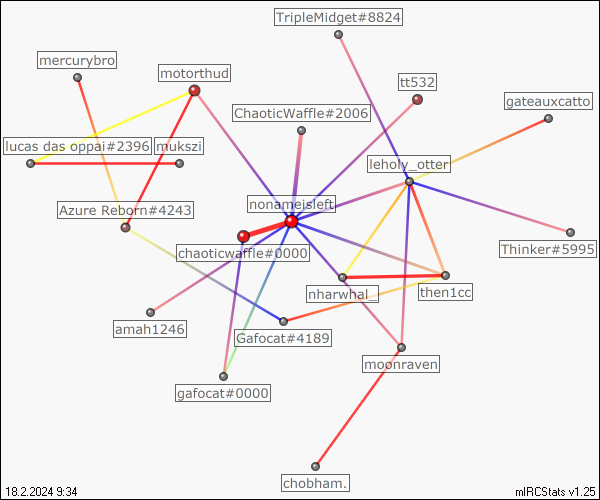 TripleMidget#8824
mercurybro
motorthud
tt532
gateauxcatto
ChaoticWaffle#2006
lucas das oppai#2396
mukszi
leholy_otter
nonameisleft
Azure Reborn#4243
chaoticwaffle#0000
Thinker#5995
nharwhal_
then1cc
amah1246
Gafocat#4189
moonraven
gafocat#0000
chobham.
18.2.2024 9:34
mIRCStats v1.25